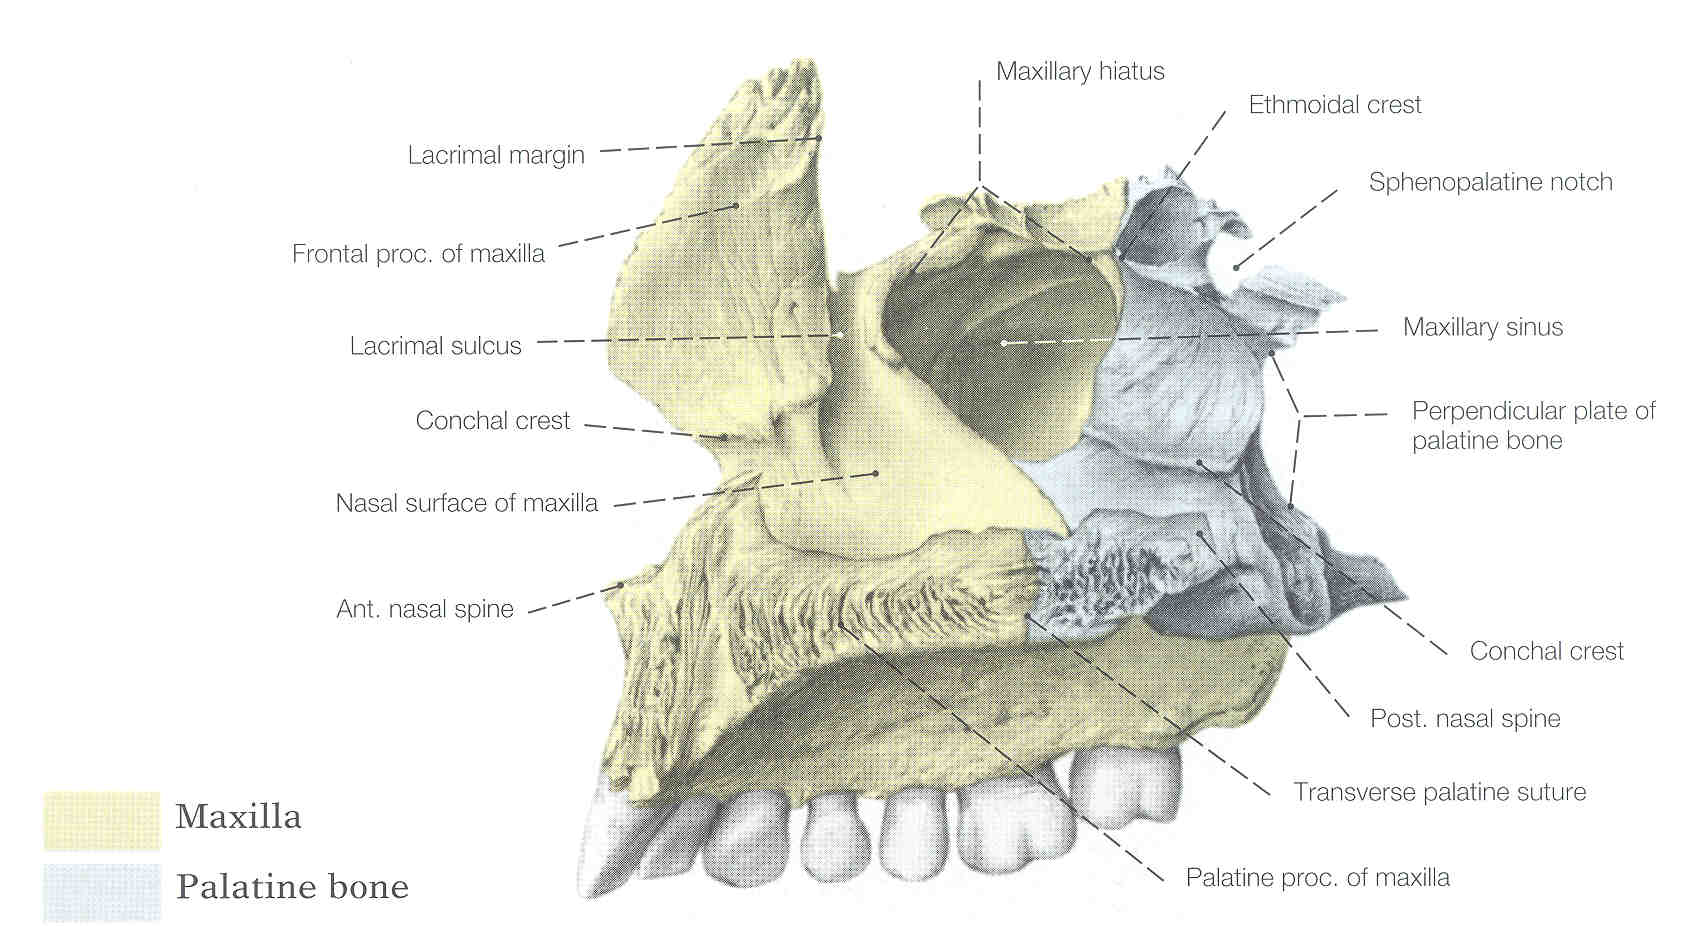 Maxillary hiatus
Ethmoidal crest
Lacrimal margin
Sphenopalatine notch
Frontal proc. of maxilla
Maxillary sinus
Lacrimal sulcus
Perpendicular plate of
palatine bone
Conchal crest
Nasal surface of maxilla
Ant. nasal spine
Conchal crest
Post. nasal spine
Transverse palatine suture
Maxilla
Palatine proc. of maxilla
Palatine bone